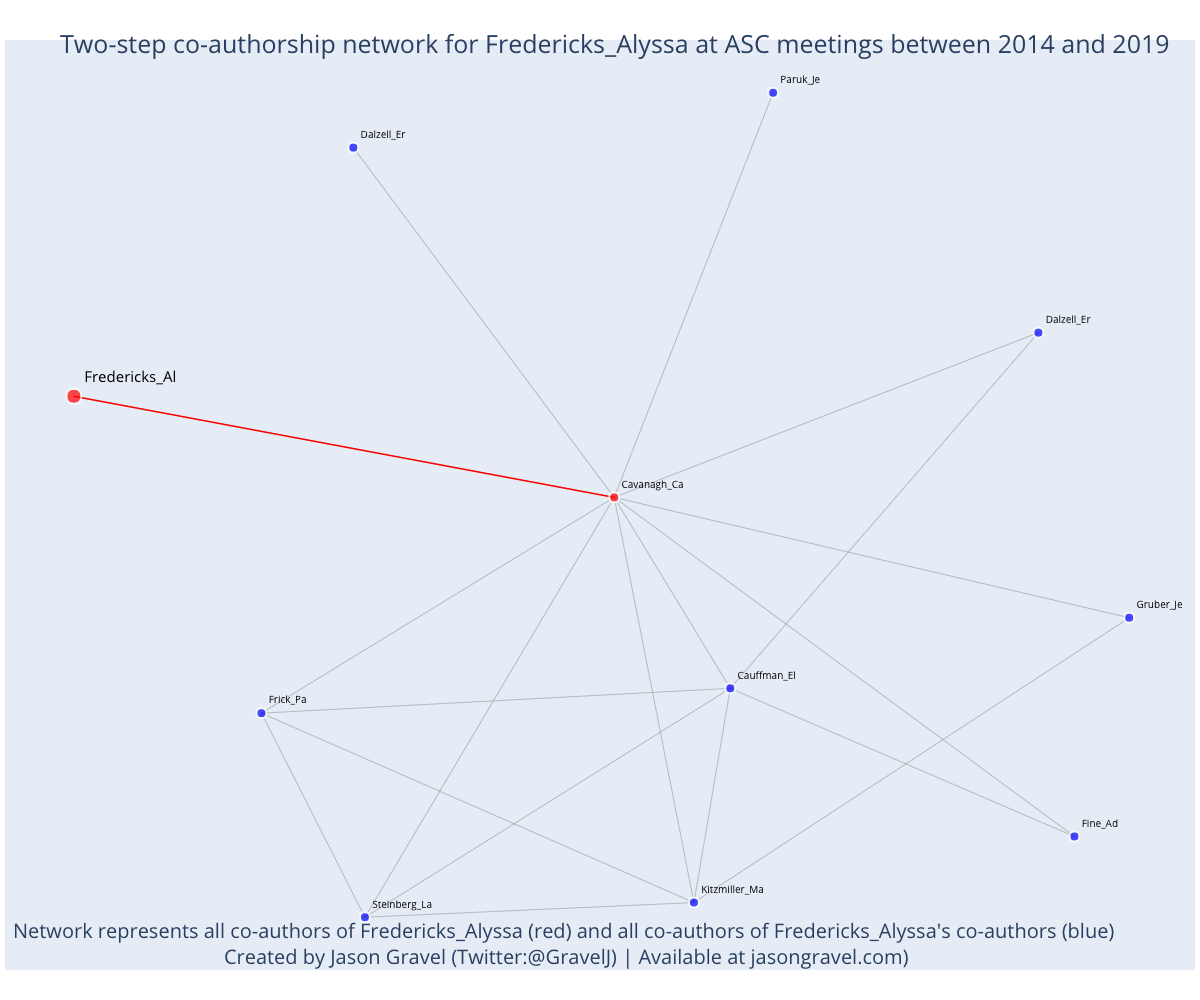 Two-step co-authorship network for Fredericks_Alyssa at ASC meetings between 2014 and 2019
Paruk_Je
Dalzell_Er
Dalzell_Er
Fredericks_Al
Cavanagh_Ca
Gruber_Je
Cauffman_El
Frick_Pa
Fine_Ad
Kitzmiller_Ma
Steinberg_La
Network represents all co-authors of Fredericks_Alyssa (red) and all co-authors of Fredericks_Alyssa's co-authors (blue)
Created by Jason Gravel (Twitter:@GravelJ) | Available at jasongravel.com)